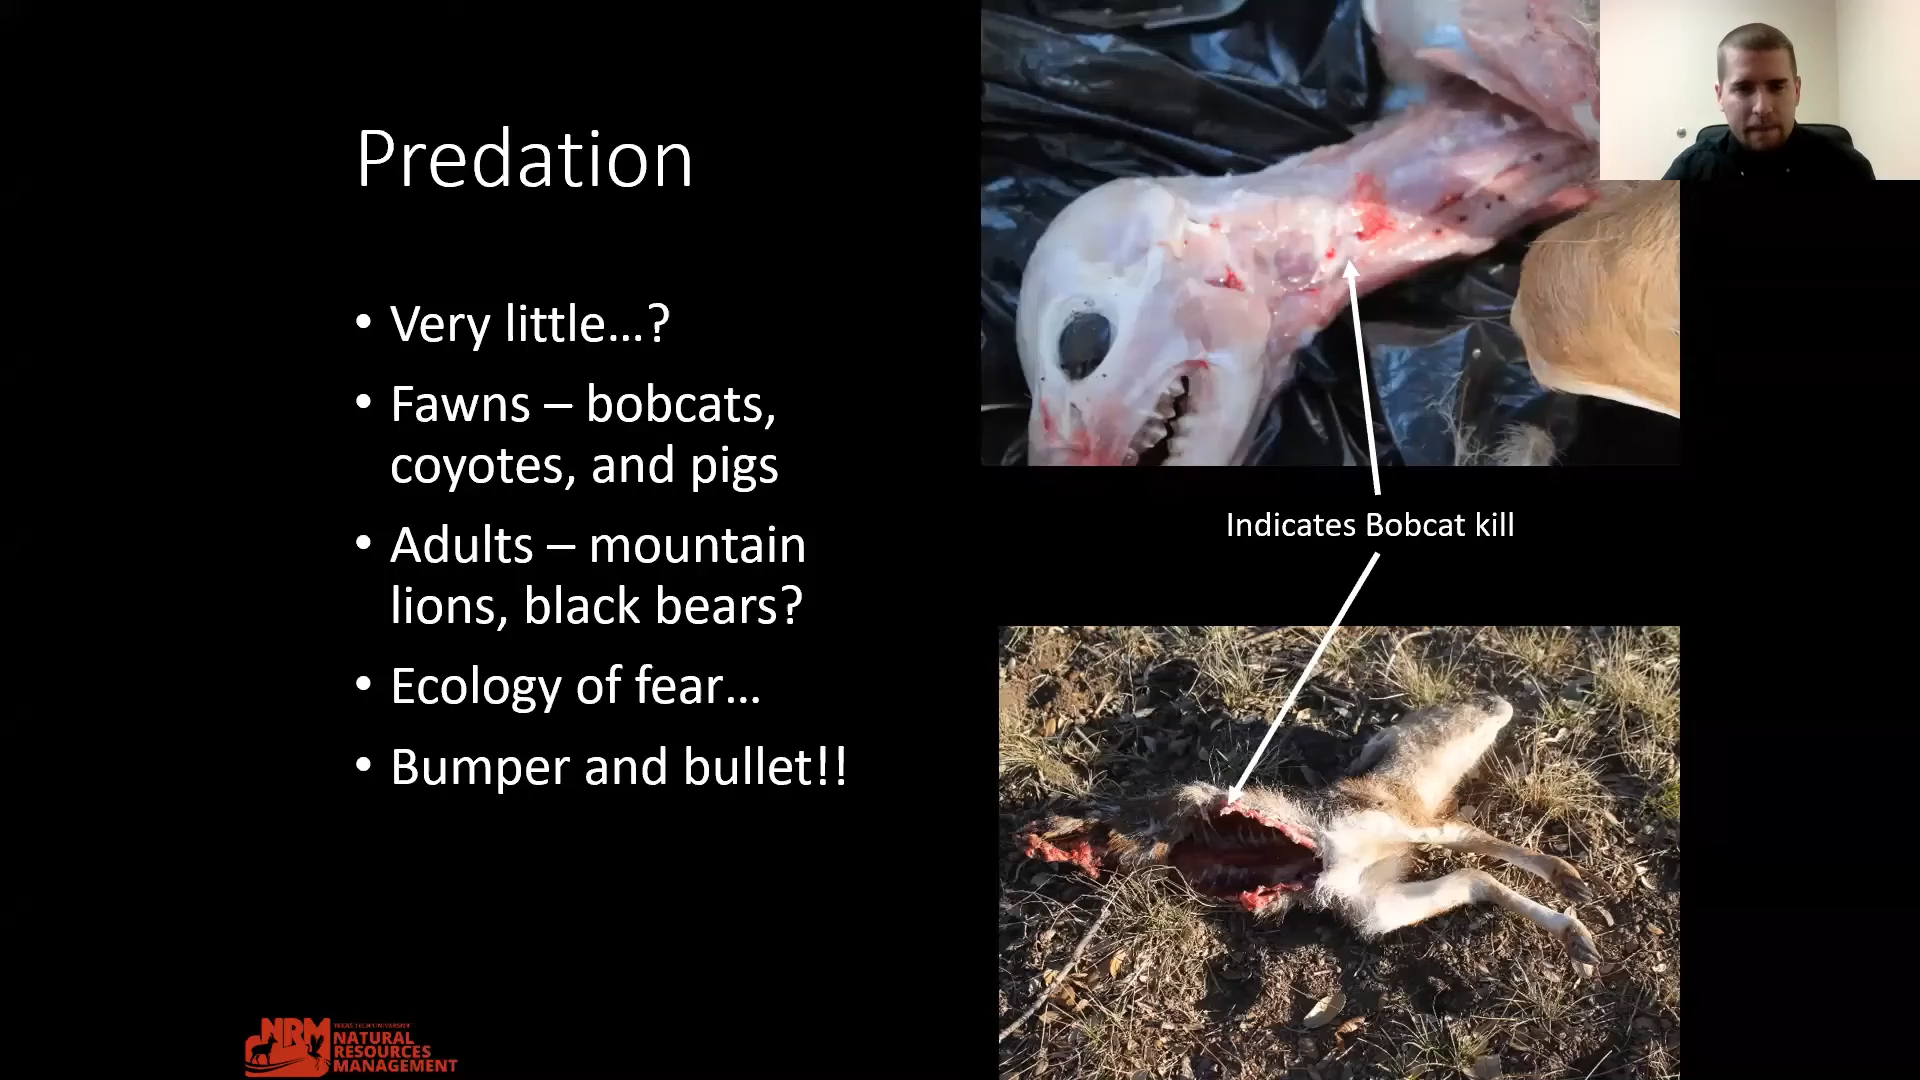 Predation
• Very little...?
• Fawns – bobcats,
coyotes, and pigs
• Adults – mountain
lions, black bears?
• Ecology of fear...
• Bumper and bullet!!
Indicates Bobcat kill
NRM
TEXAS TECH UNIVERSITY
NATURAL
RESOURCES
MANAGEMENT